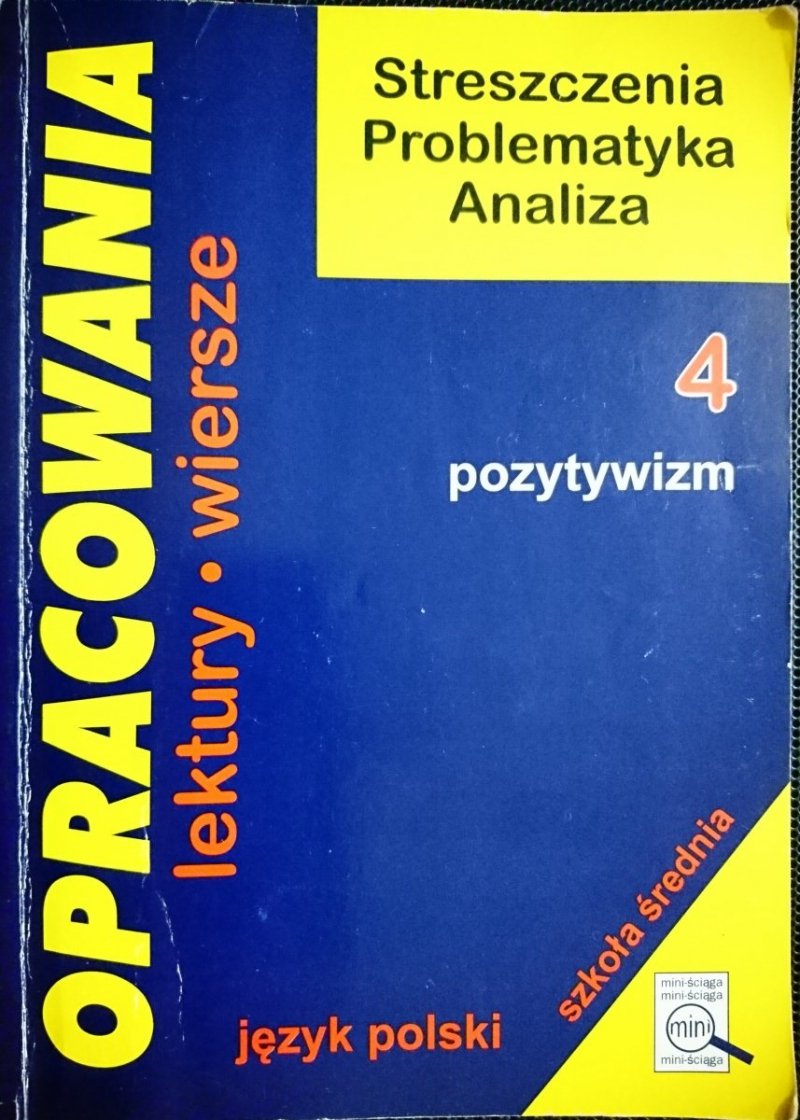 OPRACOWANIA
lektury • wiersze
Streszczenia
Problematyka
Analiza
4
pozytywizm
szkoła średnia
język polski
mini-ściąga
mini-ściąga
mini
mini-ściąga